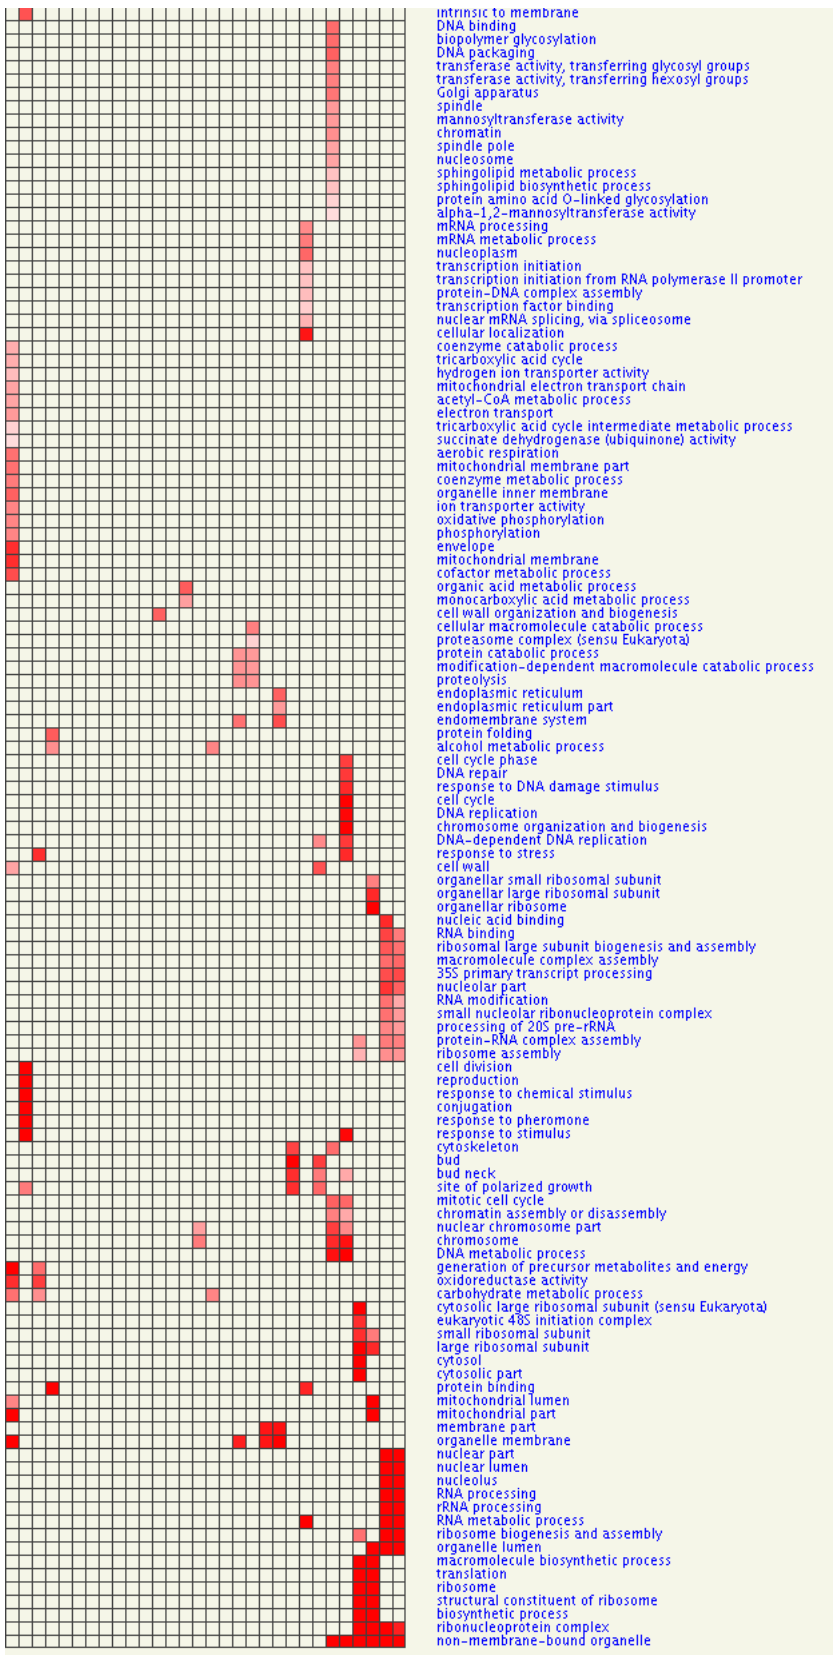 intrinsic to membrane
DNA binding
biopolymer glycosylation
DNA packaging
transferase activity, transferring glycosyl groups
transferase activity, transferring hexosyl groups
Golgi apparatus
spindle
mannosyltransferase activity
chromatin
spindle pole
nucleosome
sphingolipid metabolic process
sphingolipid biosynthetic process
protein amino acid O-linked glycosylation
alpha-1,2-mannosyltransferase activity
mRNA processing
mRNA metabolic process
nucleoplasm
transcription initiation
transcription initiation from RNA polymerase II promoter
protein-DNA complex assembly
transcription factor binding
nuclear mRNA splicing, via spliceosome
cellular localization
coenzyme catabolic process
tricarboxylic acid cycle
hydrogen ion transporter activity
mitochondrial electron transport chain
acetyl-CoA metabolic process
electron transport
tricarboxylic acid cycle intermediate metabolic process
succinate dehydrogenase (ubiquinone) activity
aerobic respiration
mitochondrial membrane part
coenzyme metabolic process
organelle inner membrane
ion transporter activity
oxidative phosphorylation
phosphorylation
envelope
mitochondrial membrane
cofactor metabolic process
organic acid metabolic process
monocarboxylic acid metabolic process
cell wall organization and biogenesis
cellular macromolecule catabolic process
proteasome complex (sensu Eukaryota)
protein catabolic process
modification-dependent macromolecule catabolic process
proteolysis
endoplasmic reticulum
endoplasmic reticulum part
endomembrane system
protein folding
alcohol metabolic process
cell cycle phase
DNA repair
response to DNA damage stimulus
cell cycle
DNA replication
chromosome organization and biogenesis
DNA-dependent DNA replication
response to stress
cell wall
organellar small ribosomal subunit
organellar large ribosomal subunit
organellar ribosome
nucleic acid binding
RNA binding
ribosomal large subunit biogenesis and assembly
macromolecule complex assembly
35S primary transcript processing
nucleolar part
RNA modification
small nucleolar ribonucleoprotein complex
processing of 20S pre-rRNA
protein-RNA complex assembly
ribosome assembly
cell division
reproduction
response to chemical stimulus
conjugation
response to pheromone
response to stimulus
cytoskeleton
bud
bud neck
site of polarized growth
mitotic cell cycle
chromatin assembly or disassembly
nuclear chromosome part
chromosome
DNA metabolic process
generation of precursor metabolites and energy
oxidoreductase activity
carbohydrate metabolic process
cytosolic large ribosomal subunit (sensu Eukaryota)
eukaryotic 48S initiation complex
small ribosomal subunit
large ribosomal subunit
cytosol
cytosolic part
protein binding
mitochondrial lumen
mitochondrial part
membrane part
organelle membrane
nuclear part
nuclear lumen
nucleolus
RNA processing
rRNA processing
RNA metabolic process
ribosome biogenesis and assembly
organelle lumen
macromolecule biosynthetic process
translation
ribosome
structural constituent of ribosome
biosynthetic process
ribonucleoprotein complex
non-membrane-bound organelle